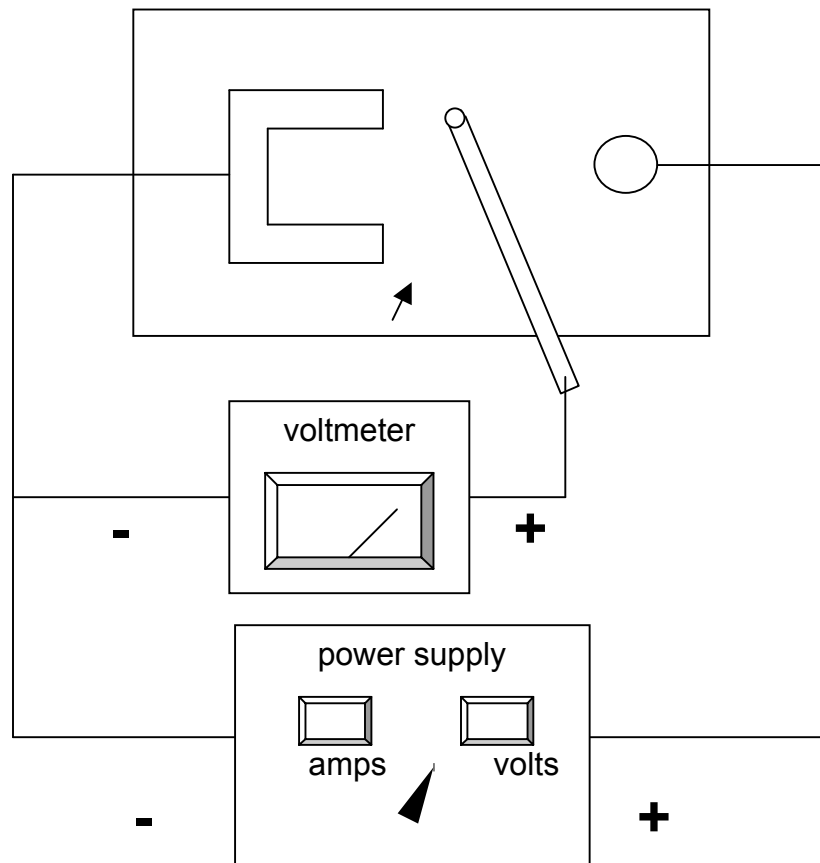 voltmeter
- +
power supply
amps volts
- +